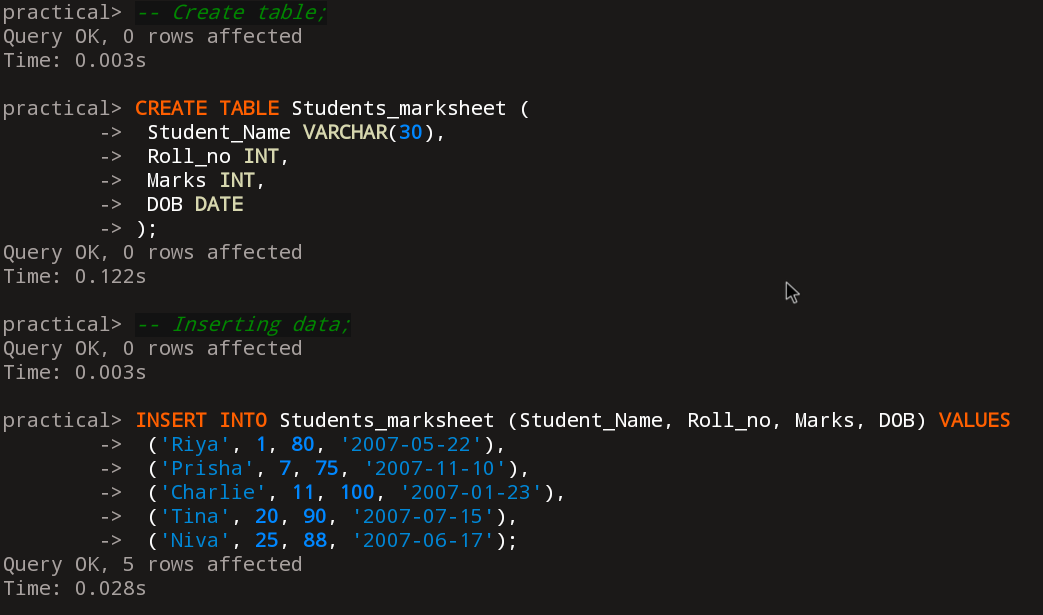 practical> -- Create table;
Query OK, 0 rows affected
Time: 0.003s
practical> CREATE TABLE Students_marksheet (
-> Student_Name VARCHAR(30),
-> Roll_no INT,
-> Marks INT,
-> DOB DATE
-> );
Query OK, 0 rows affected
Time: 0.122s
practical> -- Inserting data;
Query OK, 0 rows affected
Time: 0.003s
practical> INSERT INTO Students_marksheet (Student_Name, Roll_no, Marks, DOB) VALUES
-> ('Riya', 1, 80, '2007-05-22'),
-> ('Prisha', 7, 75, '2007-11-10'),
-> ('Charlie', 11, 100, '2007-01-23'),
-> ('Tina', 20, 90, '2007-07-15'),
-> ('Niva', 25, 88, '2007-06-17');
Query OK, 5 rows affected
Time: 0.028s